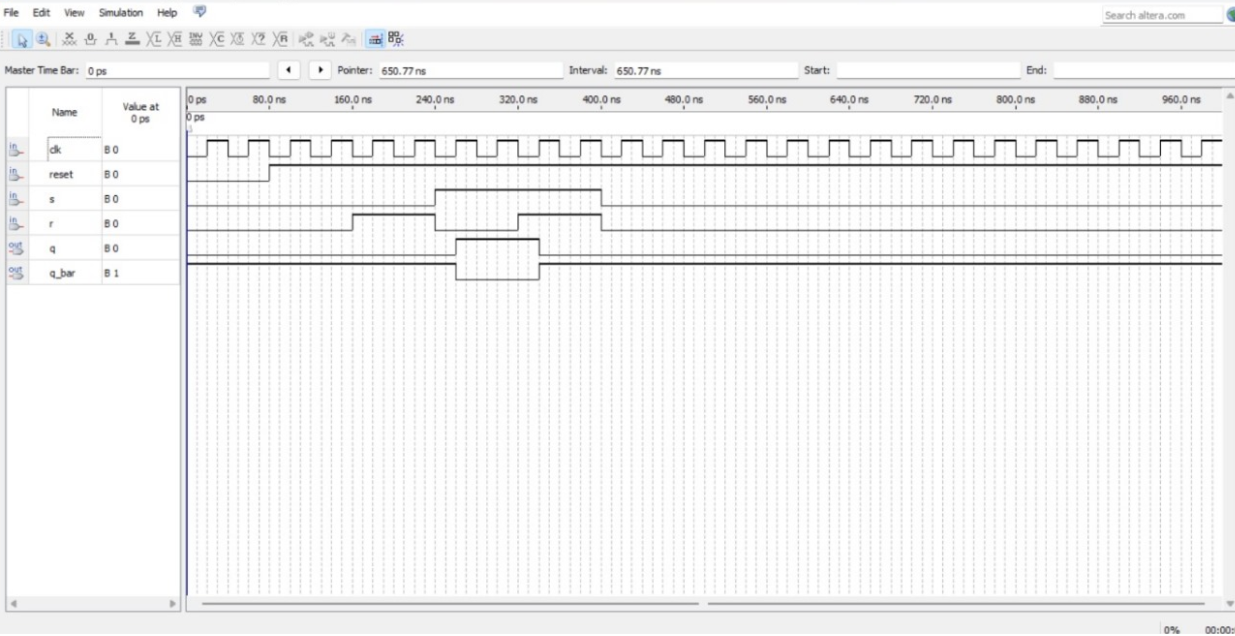 File Edit View Simulation Help
Search altera.com
Master Time Bar: 0 ps Pointer: 650.77 ns Interval: 650.77 ns Start: End:
Name Value at 0 ps
0 ps 80.0 ns 160.0 ns 240.0 ns 320.0 ns 400.0 ns 480.0 ns 560.0 ns 640.0 ns 720.0 ns 800.0 ns 880.0 ns 960.0 ns
0 ps
in clk B 0
in reset B 0
in s B 0
in r B 0
out q B 0
out q_bar B 1
0% 00:00: